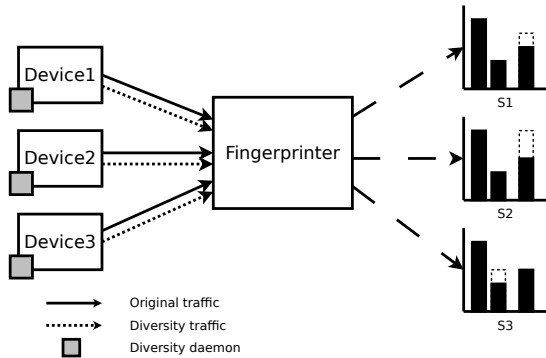 Device1
Device2
Device3
Fingerprinter
S1
S2
S3
Original traffic
Diversity traffic
Diversity daemon